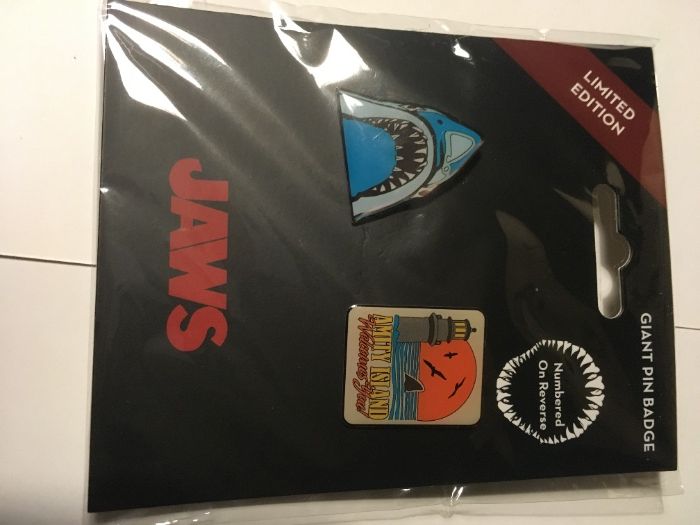 LIMITED
EDITION
GIANT PIN BADGE
Numbered
On Reverse
AMITY ISLAND
Welcomes You!
JAWS